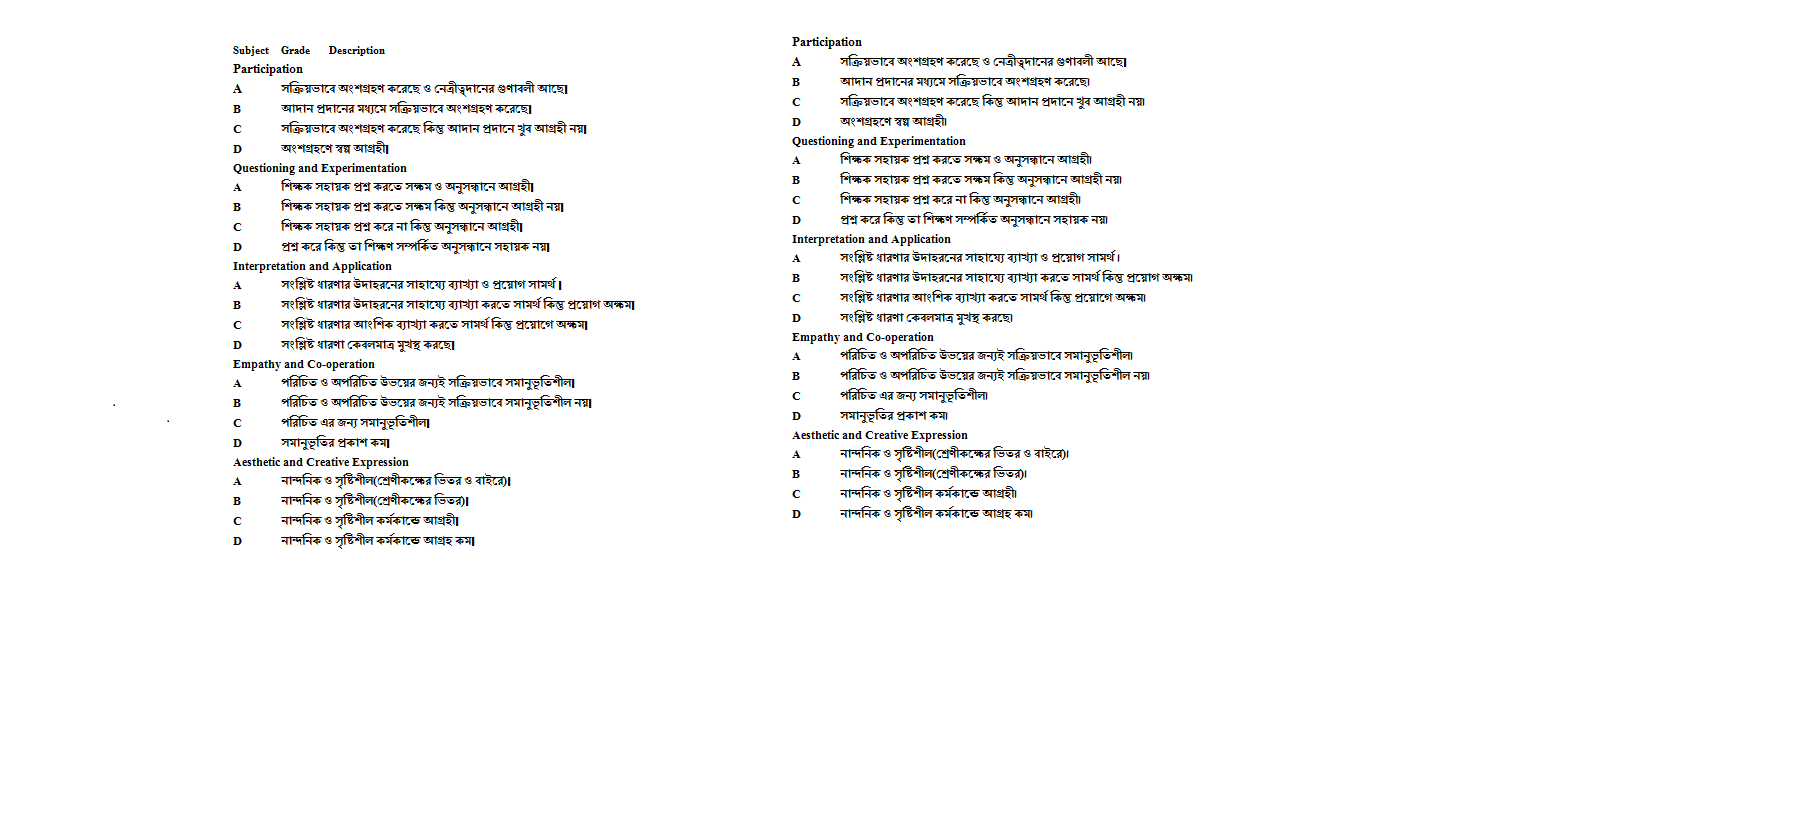 Subject Grade Description
Participation
A সক্রিয়ভাবে অংশগ্রহণ করেছে ও নেত্রীত্বদানের গুণাবলী আছে|
B আদান প্রদানের মধ্যমে সক্রিয়ভাবে অংশগ্রহণ করেছে|
C সক্রিয়ভাবে অংশগ্রহণ করেছে কিন্তু আদান প্রদানে খুব আগ্রহী নয়|
D অংশগ্রহণে স্বল্প আগ্রহী|
Questioning and Experimentation
A শিক্ষক সহায়ক প্রশ্ন করতে সক্ষম ও অনুসন্ধানে আগ্রহী|
B শিক্ষক সহায়ক প্রশ্ন করতে সক্ষম কিন্তু অনুসন্ধানে আগ্রহী নয়|
C শিক্ষক সহায়ক প্রশ্ন করে না কিন্তু অনুসন্ধানে আগ্রহী|
D প্রশ্ন করে কিন্তু তা শিক্ষণ সম্পর্কিত অনুসন্ধানে সহায়ক নয়|
Interpretation and Application
A সংশ্লিষ্ট ধারণার উদাহরনের সাহায্যে ব্যাখ্যা ও প্রয়োগ সামর্থ |
B সংশ্লিষ্ট ধারণার উদাহরনের সাহায্যে ব্যাখ্যা করতে সামর্থ কিন্তু প্রয়োগ অক্ষম|
C সংশ্লিষ্ট ধারণার আংশিক ব্যাখ্যা করতে সামর্থ কিন্তু প্রয়োগে অক্ষম|
D সংশ্লিষ্ট ধারণা কেবলমাত্র মুখস্থ করছে|
Empathy and Co-operation
A পরিচিত ও অপরিচিত উভয়ের জন্যই সক্রিয়ভাবে সমানুভূতিশীল|
B পরিচিত ও অপরিচিত উভয়ের জন্যই সক্রিয়ভাবে সমানুভূতিশীল নয়|
C পরিচিত এর জন্য সমানুভূতিশীল|
D সমানুভূতির প্রকাশ কম|
Aesthetic and Creative Expression
A নান্দনিক ও সৃষ্টিশীল(শ্রেণীকক্ষের ভিতর ও বাইরে)|
B নান্দনিক ও সৃষ্টিশীল(শ্রেণীকক্ষের ভিতর)|
C নান্দনিক ও সৃষ্টিশীল কর্মকান্ডে আগ্রহী|
D নান্দনিক ও সৃষ্টিশীল কর্মকান্ডে আগ্রহ কম|
Participation
A সক্রিয়ভাবে অংশগ্রহণ করেছে ও নেত্রীত্বদানের গুণাবলী আছে|
B আদান প্রদানের মধ্যমে সক্রিয়ভাবে অংশগ্রহণ করেছে।
C সক্রিয়ভাবে অংশগ্রহণ করেছে কিন্তু আদান প্রদানে খুব আগ্রহী নয়।
D অংশগ্রহণে স্বল্প আগ্রহী।
Questioning and Experimentation
A শিক্ষক সহায়ক প্রশ্ন করতে সক্ষম ও অনুসন্ধানে আগ্রহী।
B শিক্ষক সহায়ক প্রশ্ন করতে সক্ষম কিন্তু অনুসন্ধানে আগ্রহী নয়।
C শিক্ষক সহায়ক প্রশ্ন করে না কিন্তু অনুসন্ধানে আগ্রহী।
D প্রশ্ন করে কিন্তু তা শিক্ষণ সম্পর্কিত অনুসন্ধানে সহায়ক নয়।
Interpretation and Application
A সংশ্লিষ্ট ধারণার উদাহরনের সাহায্যে ব্যাখ্যা ও প্রয়োগ সামর্থ।
B সংশ্লিষ্ট ধারণার উদাহরনের সাহায্যে ব্যাখ্যা করতে সামর্থ কিন্তু প্রয়োগ অক্ষম।
C সংশ্লিষ্ট ধারণার আংশিক ব্যাখ্যা করতে সামর্থ কিন্তু প্রয়োগে অক্ষম।
D সংশ্লিষ্ট ধারণা কেবলমাত্র মুখস্থ করছে।
Empathy and Co-operation
A পরিচিত ও অপরিচিত উভয়ের জন্যই সক্রিয়ভাবে সমানুভূতিশীল।
B পরিচিত ও অপরিচিত উভয়ের জন্যই সক্রিয়ভাবে সমানুভূতিশীল নয়।
C পরিচিত এর জন্য সমানুভূতিশীল।
D সমানুভূতির প্রকাশ কম।
Aesthetic and Creative Expression
A নান্দনিক ও সৃষ্টিশীল(শ্রেণীকক্ষের ভিতর ও বাইরে)।
B নান্দনিক ও সৃষ্টিশীল(শ্রেণীকক্ষের ভিতর)।
C নান্দনিক ও সৃষ্টিশীল কর্মকান্ডে আগ্রহী।
D নান্দনিক ও সৃষ্টিশীল কর্মকান্ডে আগ্রহ কম।